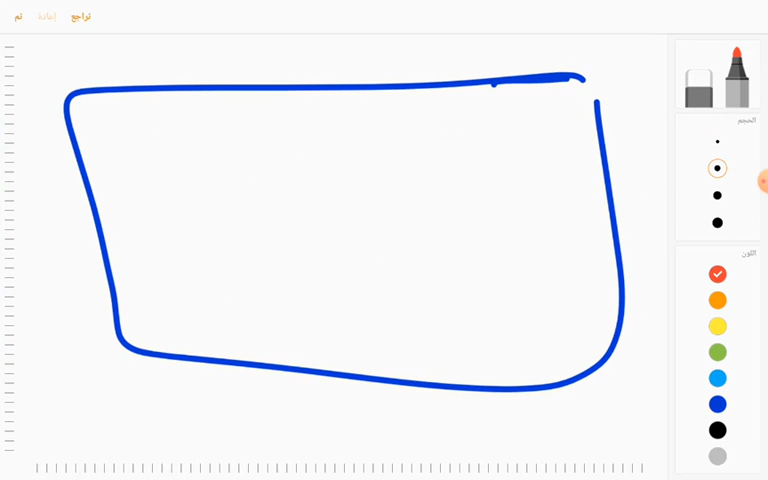 تراجع
إعادة
تم
الحجم
اللون